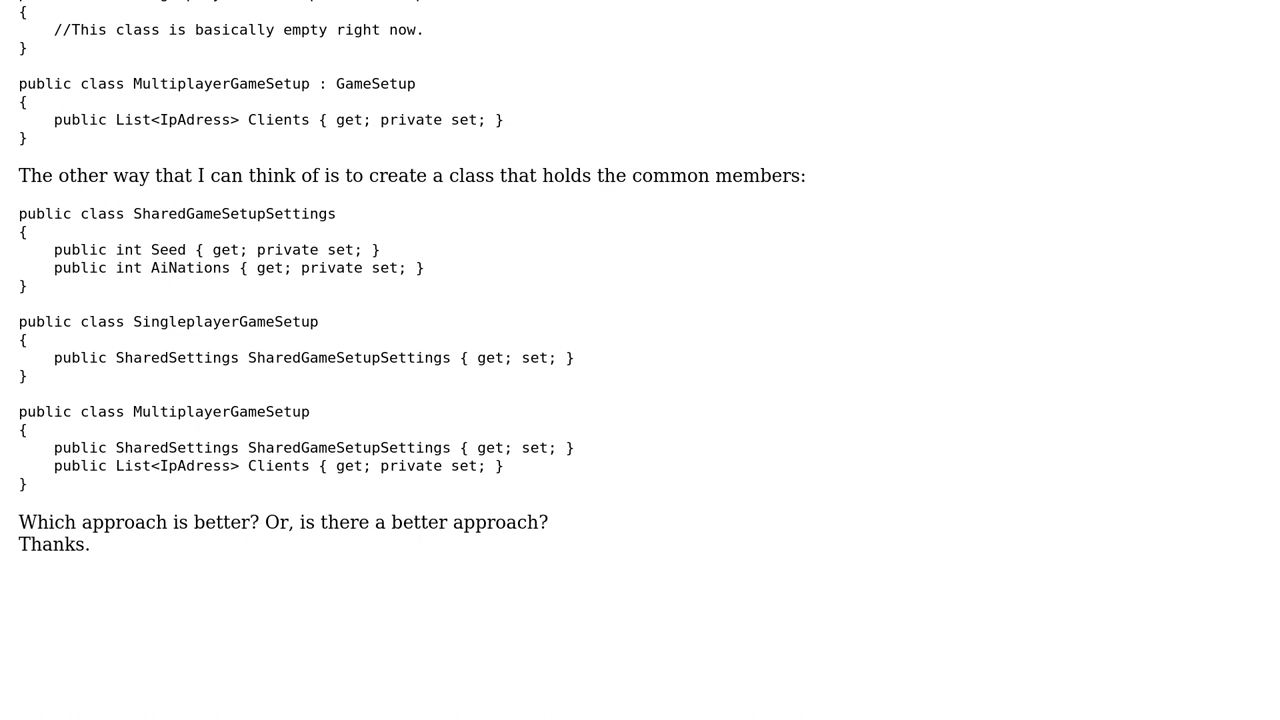 {
    //This class is basically empty right now.
}
public class MultiplayerGameSetup : GameSetup
{
    public List<IpAdress> Clients { get; private set; }
}
The other way that I can think of is to create a class that holds the common members:
public class SharedGameSetupSettings
{
    public int Seed { get; private set; }
    public int AiNations { get; private set; }
}
public class SingleplayerGameSetup
{
    public SharedSettings SharedGameSetupSettings { get; set; }
}
public class MultiplayerGameSetup
{
    public SharedSettings SharedGameSetupSettings { get; set; }
    public List<IpAdress> Clients { get; private set; }
}
Which approach is better? Or, is there a better approach?
Thanks.